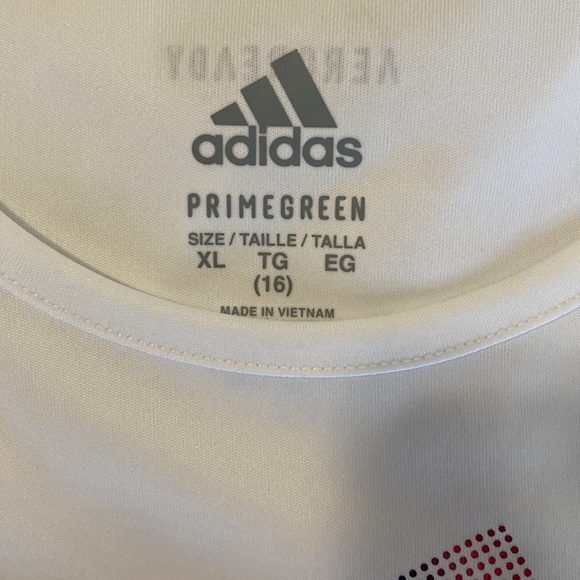 AEROREADY
adidas
PRIMEGREEN
SIZE / TAILLE / TALLA
XL TG EG
(16)
MADE IN VIETNAM